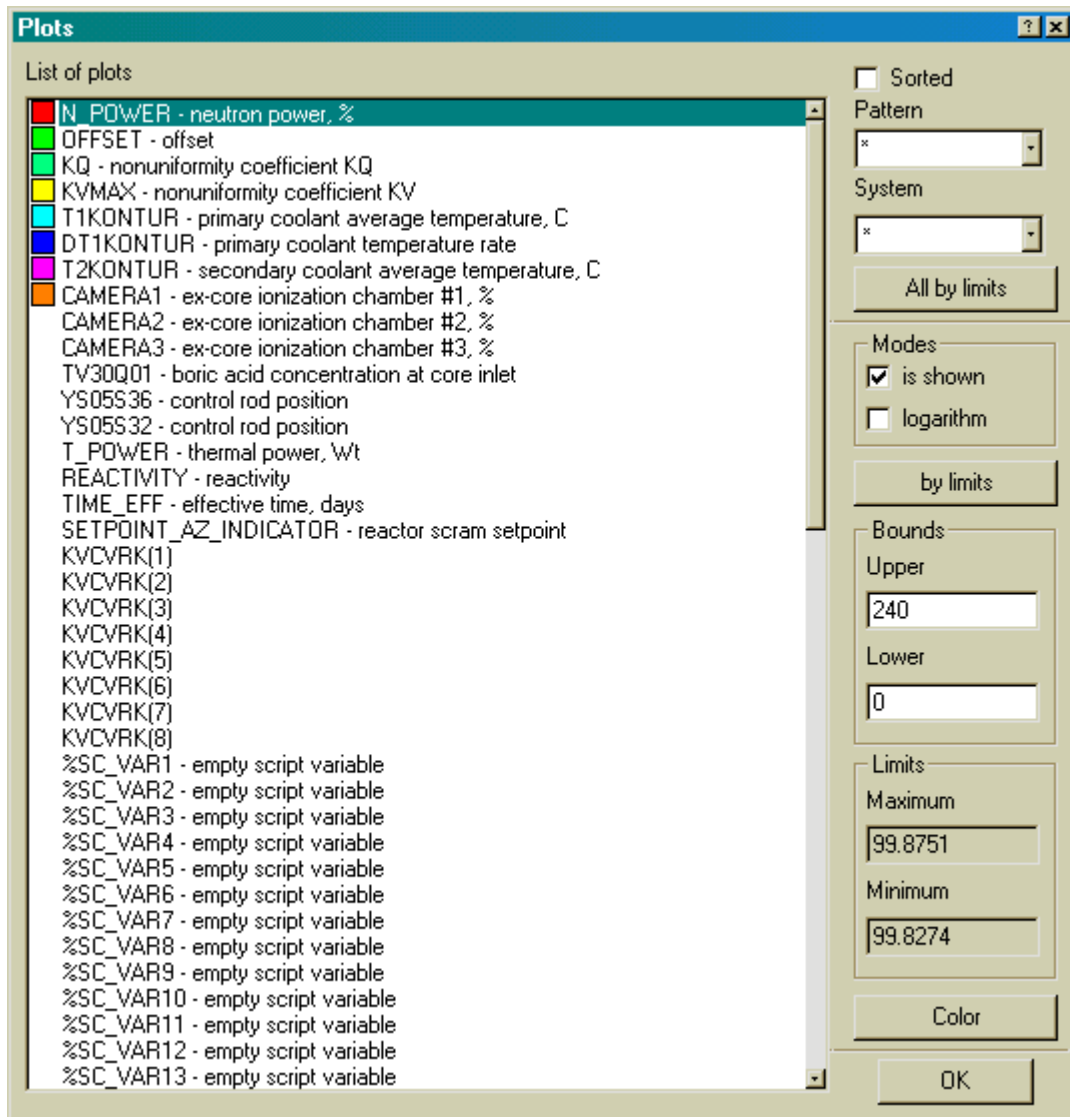 Plots
List of plots
N_POWER - neutron power, %
OFFSET - offset
KQ - nonuniformity coefficient KQ
KVMAX - nonuniformity coefficient KV
T1KONTUR - primary coolant average temperature, C
DT1KONTUR - primary coolant temperature rate
T2KONTUR - secondary coolant average temperature, C
CAMERA1 - ex-core ionization chamber #1, %
CAMERA2 - ex-core ionization chamber #2, %
CAMERA3 - ex-core ionization chamber #3, %
TV30Q01 - boric acid concentration at core inlet
YS05S36 - control rod position
YS05S32 - control rod position
T_POWER - thermal power, Wt
REACTIVITY - reactivity
TIME_EFF - effective time, days
SETPOINT_AZ_INDICATOR - reactor scram setpoint
KVCVRK(1)
KVCVRK(2)
KVCVRK(3)
KVCVRK(4)
KVCVRK(5)
KVCVRK(6)
KVCVRK(7)
KVCVRK(8)
%SC_VAR1 - empty script variable
%SC_VAR2 - empty script variable
%SC_VAR3 - empty script variable
%SC_VAR4 - empty script variable
%SC_VAR5 - empty script variable
%SC_VAR6 - empty script variable
%SC_VAR7 - empty script variable
%SC_VAR8 - empty script variable
%SC_VAR9 - empty script variable
%SC_VAR10 - empty script variable
%SC_VAR11 - empty script variable
%SC_VAR12 - empty script variable
%SC_VAR13 - empty script variable
Sorted
Pattern
*
System
*
All by limits
Modes
is shown
logarithm
by limits
Bounds
Upper
240
Lower
0
Limits
Maximum
99.8751
Minimum
99.8274
Color
OK